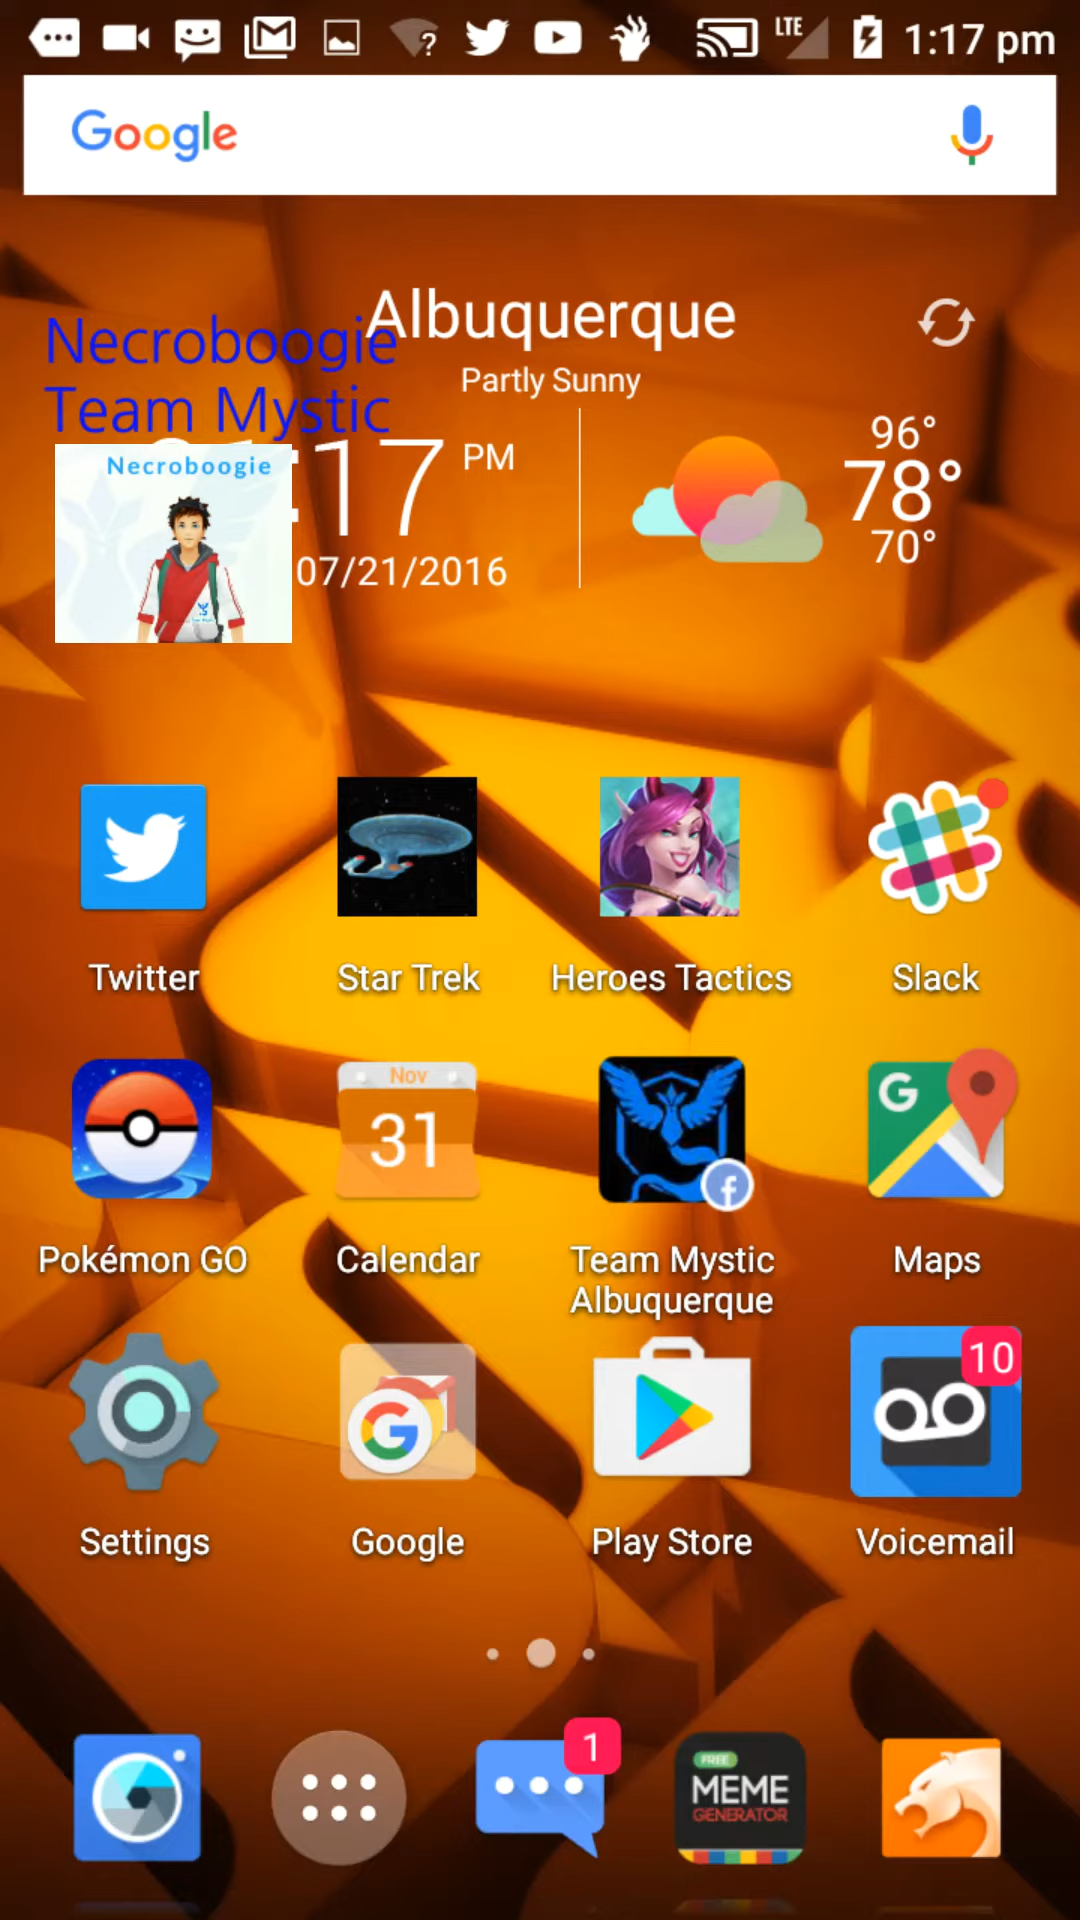 LTE 1:17 pm
Google
Albuquerque
Necroboogie
Partly Sunny
Team Mystic
96°
:17 PM
78°
Necroboogie
70°
07/21/2016
Twitter
Star Trek
Heroes Tactics
Slack
Nov
31
G
Pokémon GO
Calendar
Team Mystic
Albuquerque
Maps
10
G
Settings
Google
Play Store
Voicemail
1
FREE
MEME
GENERATOR